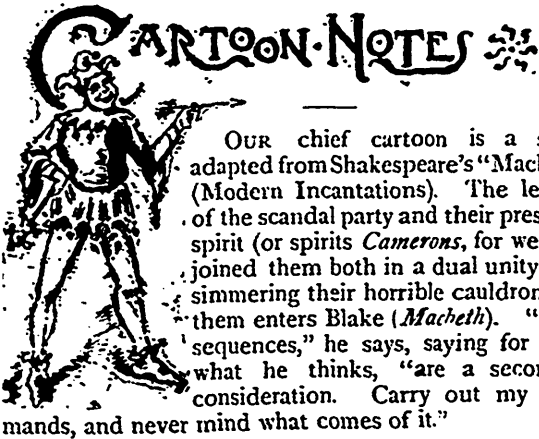 CARTOON·NOTES
OUR chief cartoon is a s
adapted from Shakespeare's "Mach
(Modern Incantations). The le
of the scandal party and their pres
spirit (or spirits Camerons, for we
joined them both in a dual unity
simmering their horrible cauldron
them enters Blake (Macheth). "
sequences," he says, saying for
what he thinks, "are a secon
consideration. Carry out my
mands, and never mind what comes of it."